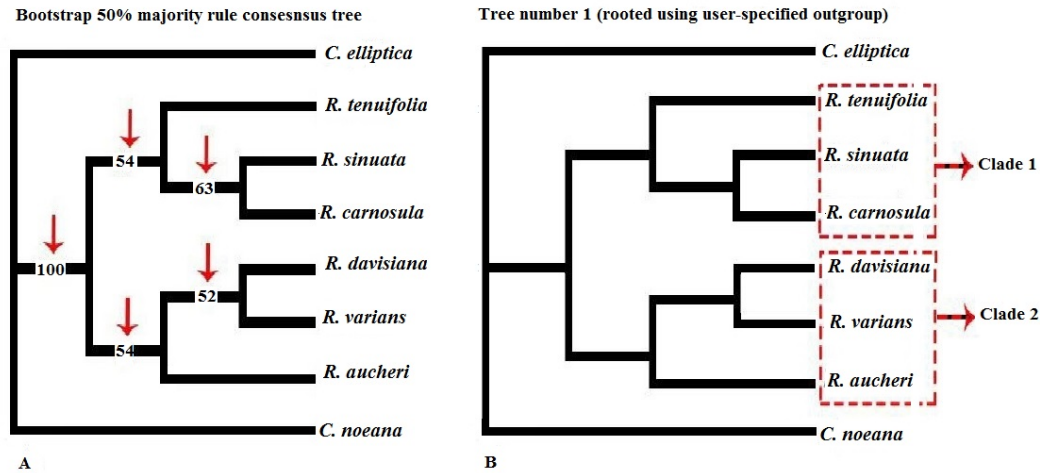 Bootstrap 50% majority rule consesnsus tree
C. elliptica
R. tenuifolia
54
R. sinuata
63
R. carnosula
100
R. davisiana
52
R. varians
54
R. aucheri
C. noeana
A
Tree number 1 (rooted using user-specified outgroup)
C. elliptica
R. tenuifolia
R. sinuata
Clade 1
R. carnosula
R. davisiana
R. varians
Clade 2
R. aucheri
C. noeana
B